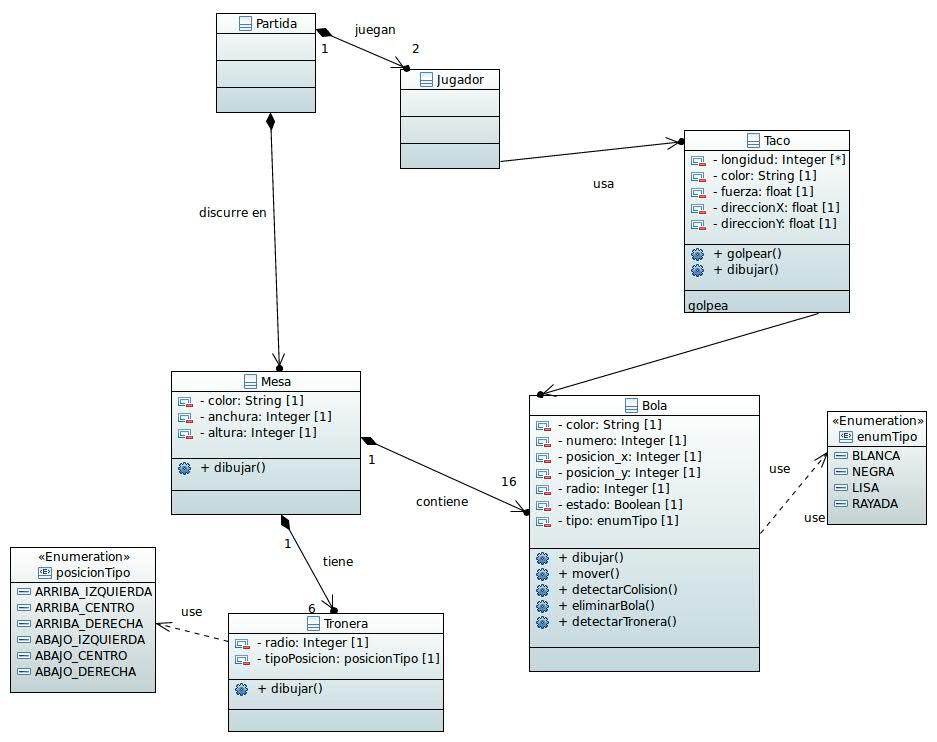 Partida
juegan
1
2
Jugador
discurre en
usa
Taco
- longidud: Integer [*]
- color: String [1]
- fuerza: float [1]
- direccionX: float [1]
- direccionY: float [1]
+ golpear()
+ dibujar()
golpea
Mesa
- color: String [1]
- anchura: Integer [1]
- altura: Integer [1]
+ dibujar()
1
contiene
16
1
tiene
6
Bola
- color: String [1]
- numero: Integer [1]
- posicion_x: Integer [1]
- posicion_y: Integer [1]
- radio: Integer [1]
- estado: Boolean [1]
- tipo: enumTipo [1]
+ dibujar()
+ mover()
+ detectarColision()
+ eliminarBola()
+ detectarTronera()
use
use
«Enumeration»
enumTipo
BLANCA
NEGRA
LISA
RAYADA
«Enumeration»
posicionTipo
ARRIBA_IZQUIERDA
ARRIBA_CENTRO
ARRIBA_DERECHA
ABAJO_IZQUIERDA
ABAJO_CENTRO
ABAJO_DERECHA
use
Tronera
- radio: Integer [1]
- tipoPosicion: posicionTipo [1]
+ dibujar()